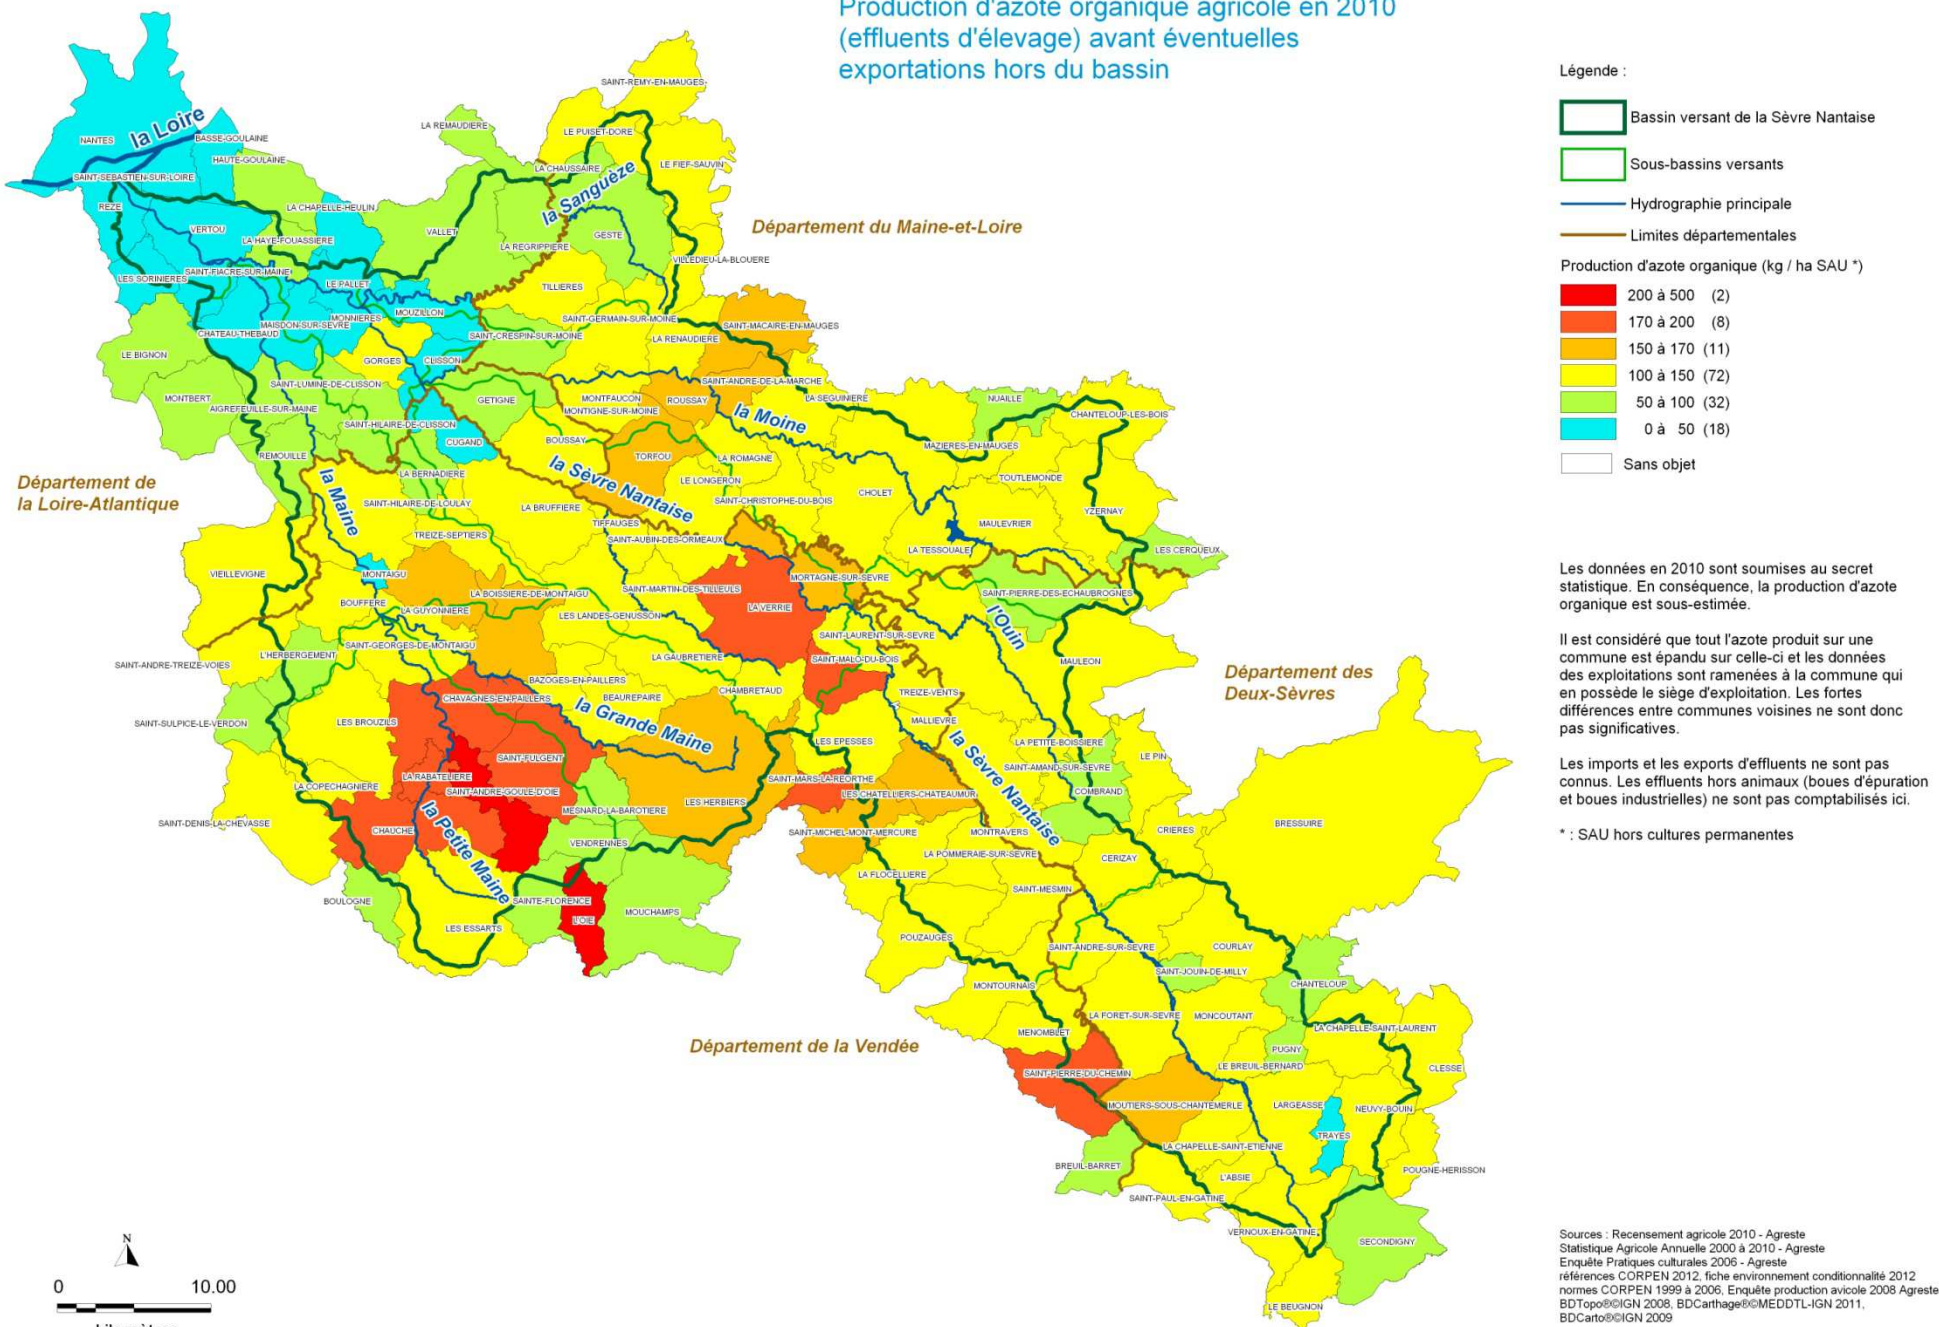 Production d'azote organique agricole en 2010
(effluents d'élevage) avant éventuelles
exportations hors du bassin
Légende :
Bassin versant de la Sèvre Nantaise
Sous-bassins versants
Hydrographie principale
Limites départementales
Production d'azote organique (kg / ha SAU *)
200 à 500 (2)
170 à 200 (8)
150 à 170 (11)
100 à 150 (72)
50 à 100 (32)
0 à 50 (18)
Sans objet
Les données en 2010 sont soumises au secret
statistique. En conséquence, la production d'azote
organique est sous-estimée.
Il est considéré que tout l'azote produit sur une
commune est épandu sur celle-ci et les données
des exploitations sont ramenées à la commune qui
en possède le siège d'exploitation. Les fortes
différences entre communes voisines ne sont donc
pas significatives.
Les imports et les exports d'effluents ne sont pas
connus. Les effluents hors animaux (boues d'épuration
et boues industrielles) ne sont pas comptabilisés ici.
* : SAU hors cultures permanentes
Sources : Recensement agricole 2010 - Agreste
Statistique Agricole Annuelle 2000 à 2010 - Agreste
Enquête Pratiques culturales 2006 - Agreste
références CORPEN 2012, fiche environnement conditionnalité 2012
normes CORPEN 1999 à 2006, Enquête production avicole 2008 Agreste
BDTopo®©IGN 2008, BDCarthage®©MEDDTL-IGN 2011,
BDCarto®©IGN 2009
SAINT-REMY-EN-MAUGES
LA REMAUDIERE
LE PUISET-DORE
NANTES
la Loire
BASSE-GOULAINE
HAUTE-GOULAINE
LA CHAUSSAIRE
LE FIEF-SAUVIN
SAINT-SEBASTIEN-SUR-LOIRE
la Sanguèze
REZE
LA CHAPELLE-HEULIN
VERTOU
VALLET
LA HAYE-FOUASSIERE
LA REGRIPPIERE
GESTE
Département du Maine-et-Loire
VILLEDIEU-LA-BLOUERE
LES SORINIERES
SAINT-FIACRE-SUR-MAINE
LE PALLET
TILLIERES
MOUZILLON
MONNIERES
MAISDON-SUR-SEVRE
CHATEAU-THEBAUD
SAINT-GERMAIN-SUR-MOINE
SAINT-MACAIRE-EN-MAUGES
SAINT-CRESPIN-SUR-MOINE
LA RENAUDIERE
LE BIGNON
GORGES
CLISSON
SAINT-LUMINE-DE-CLISSON
SAINT-ANDRE-DE-LA-MARCHE
MONTBERT
AIGREFEUILLE-SUR-MAINE
GETIGNE
MONTFAUCON
MONTIGNE-SUR-MOINE
ROUSSAY
LA SEGUINIERE
la Moine
NUAILLE
CHANTELOUP-LES-BOIS
SAINT-HILAIRE-DE-CLISSON
CUGAND
BOUSSAY
MAZIERES-EN-MAUGES
REMOUILLE
TORFOU
LA ROMAGNE
la Maine
LA BERNADIERE
la Sèvre Nantaise
LE LONGERON
TOUTLEMONDE
Département de
la Loire-Atlantique
SAINT-HILAIRE-DE-LOULAY
LA BRUFFIERE
SAINT-CHRISTOPHE-DU-BOIS
CHOLET
YZERNAY
TIFFAUGES
MAULEVRIER
TREIZE-SEPTIERS
SAINT-AUBIN-DES-ORMEAUX
LA TESSOUALE
LES CERQUEUX
VIEILLEVIGNE
MONTAIGU
MORTAGNE-SUR-SEVRE
BOUFFERE
LA BOISSIERE-DE-MONTAIGU
SAINT-MARTIN-DES-TILLEULS
SAINT-PIERRE-DES-ECHAUBROGNES
LA GUYONNIERE
LES LANDES-GENUSSON
LA VERRIE
l'Ouin
SAINT-LAURENT-SUR-SEVRE
SAINT-GEORGES-DE-MONTAIGU
L'HERBERGEMENT
LA GAUBRETIERE
SAINT-MALO-DU-BOIS
MAULEON
SAINT-ANDRE-TREIZE-VOIES
BAZOGES-EN-PAILLERS
CHAMBRETAUD
TREIZE-VENTS
Département des
Deux-Sèvres
CHAVAGNES-EN-PAILLERS
BEAUREPAIRE
MALLIEVRE
SAINT-SULPICE-LE-VERDON
LES BROUZILS
la Grande Maine
LES EPESSES
la Sèvre Nantaise
LA PETITE-BOISSIERE
LE PIN
SAINT-FULGENT
SAINT-AMAND-SUR-SEVRE
LA RABATELIERE
SAINT-MARS-LA-REORTHE
LA COPECHAGNIERE
SAINT-ANDRE-GOULE-D'OIE
LES CHATELLIERS-CHATEAUMUR
COMBRAND
LES HERBIERS
MESNARD-LA-BAROTIERE
SAINT-DENIS-LA-CHEVASSE
CHAUCHE
la Petite Maine
SAINT-MICHEL-MONT-MERCURE
MONTRAVERS
CRIERES
BRESSUIRE
VENDRENNES
LA POMMERAIE-SUR-SEVRE
CERIZAY
LA FLOCELLIERE
SAINT-MESMIN
BOULOGNE
SAINTE-FLORENCE
MOUCHAMPS
L'OIE
LES ESSARTS
POUZAUGES
SAINT-ANDRE-SUR-SEVRE
COURLAY
SAINT-JOUIN-DE-MILLY
MONTOURNAIS
CHANTELOUP
LA FORET-SUR-SEVRE
MONCOUTANT
MENOMBLET
LA CHAPELLE-SAINT-LAURENT
Département de la Vendée
PUGNY
LE BREUIL-BERNARD
CLESSE
SAINT-PIERRE-DU-CHEMIN
MOUTIERS-SOUS-CHANTEMERLE
LARGEASSE
NEUVY-BOUIN
TRAYES
LA CHAPELLE-SAINT-ETIENNE
BREUIL-BARRET
L'ABSIE
POUGNE-HERISSON
SAINT-PAUL-EN-GATINE
VERNOUX-EN-GATINE
SECONDIGNY
LE BEUGNON
N
0 10.00